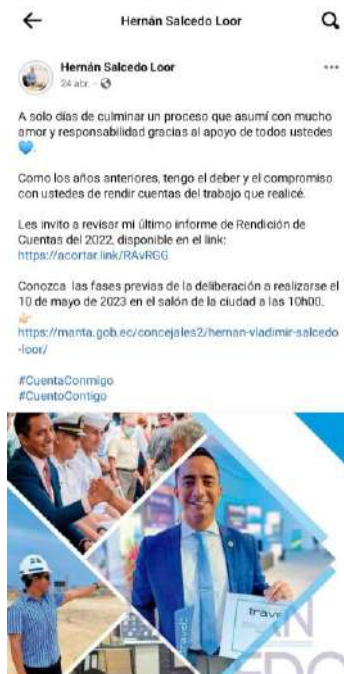 Hernán Salcedo Loor
Hernán Salcedo Loor
24 abr. ·
A solo días de culminar un proceso que asumí con mucho
amor y responsabilidad gracias al apoyo de todos ustedes
💙.
Como los años anteriores, tengo el deber y el compromiso
con ustedes de rendir cuentas del trabajo que realicé.
Les invito a revisar mi último informe de Rendición de
Cuentas del 2022, disponible en el link:
https://acortar.link/RAvRGG
Conozca las fases previas de la deliberación a realizarse el
10 de mayo de 2023 en el salón de la ciudad a las 10h00.
👉🏻
https://manta.gob.ec/concejales2/hernan-vladimir-salcedo
-loor/
#CuentaConmigo
#CuentoContigo
travel